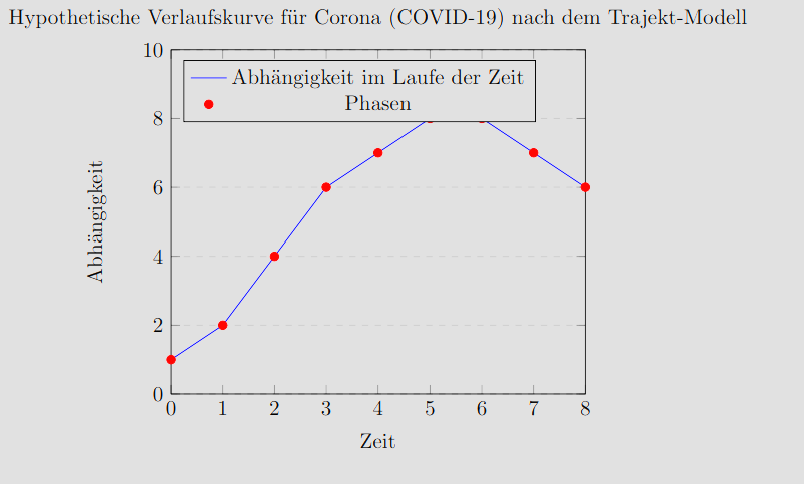 Hypothetische Verlaufskurve für Corona (COVID-19) nach dem Trajekt-Modell
10
Abhängigkeit im Laufe der Zeit
Phasen
8
6
4
2
0
Abhängigkeit
0 1 2 3 4 5 6 7 8
Zeit